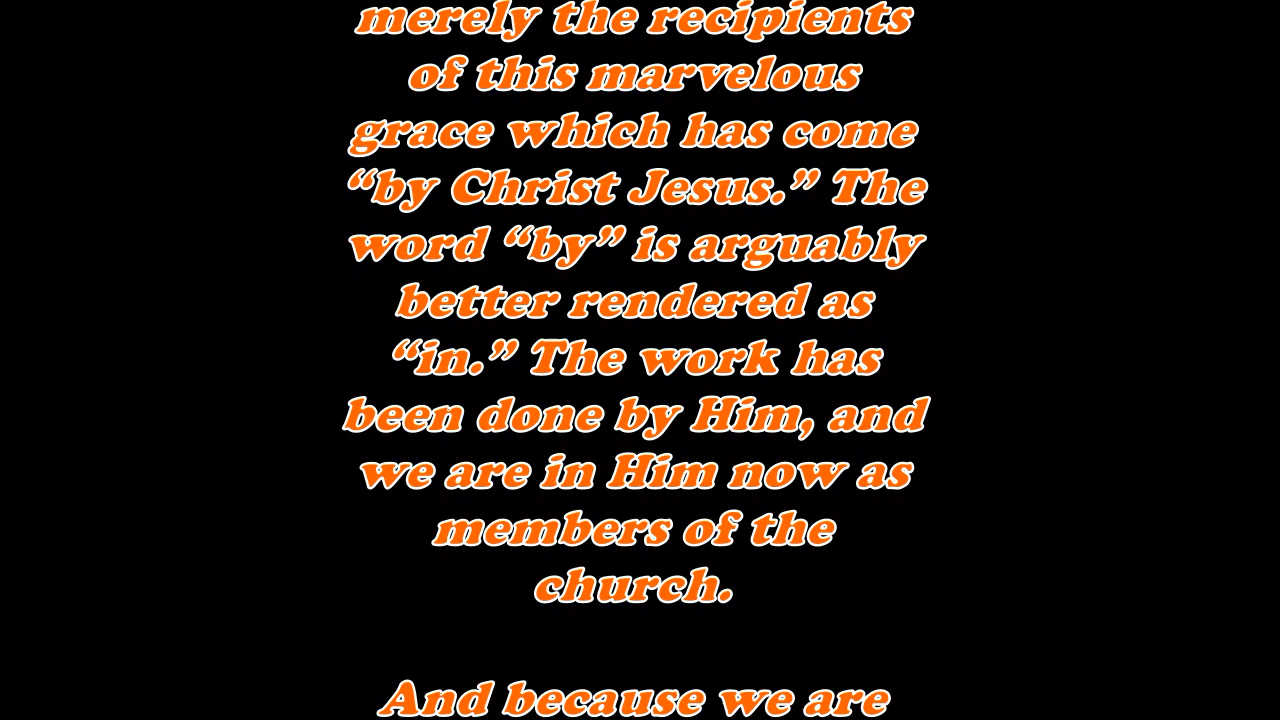 merely the recipients
of this marvelous
grace which has come
“by Christ Jesus.” The
word “by” is arguably
better rendered as
“in.” The work has
been done by Him, and
we are in Him now as
members of the
church.
And because we are